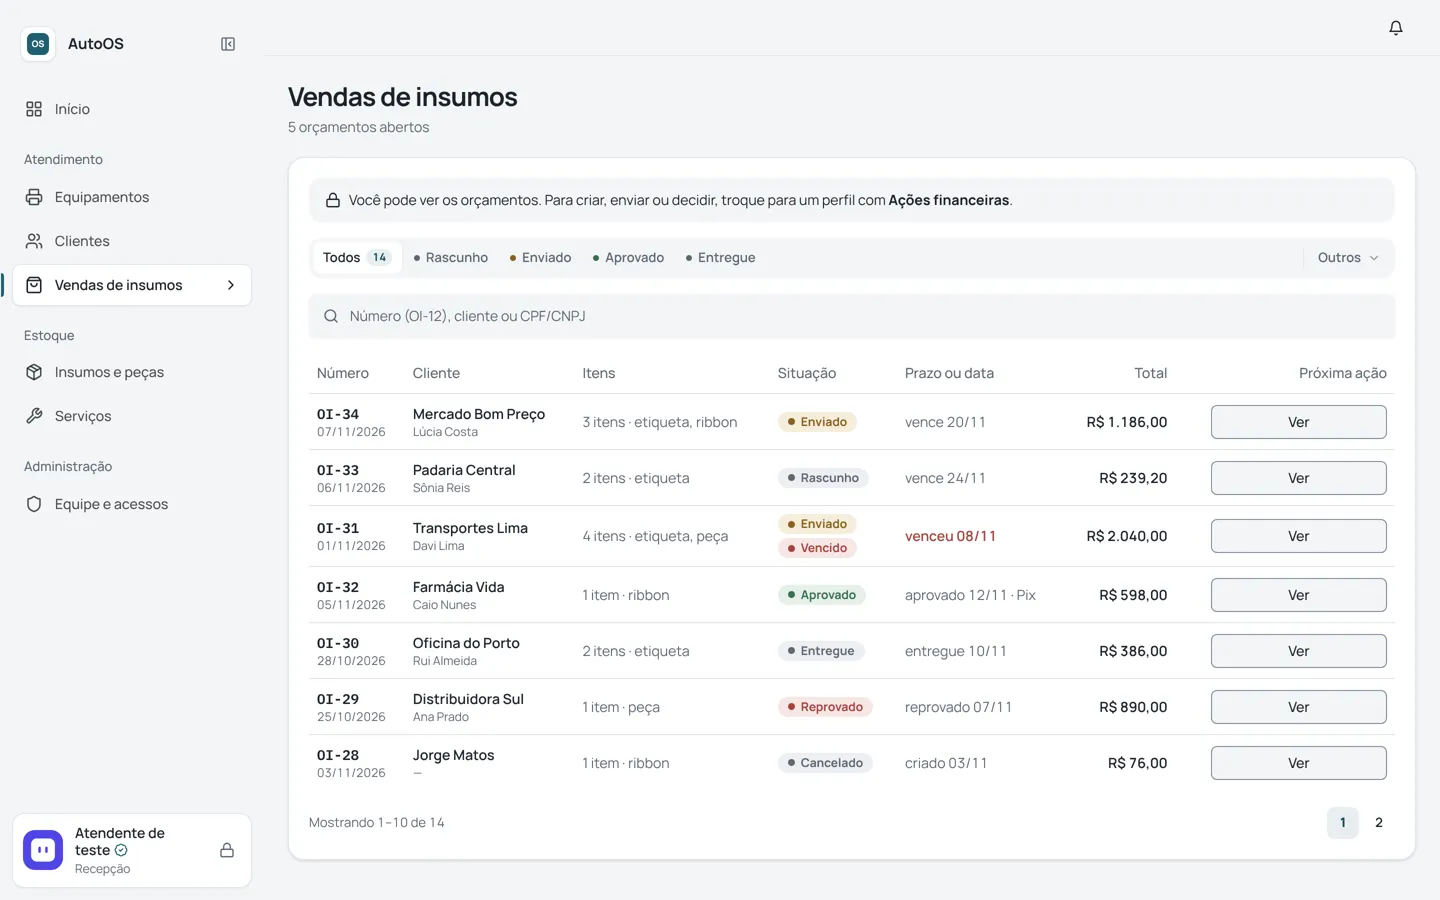 OS
AutoOS
Início
Atendimento
Equipamentos
Clientes
Vendas de insumos
Estoque
Insumos e peças
Serviços
Administração
Equipe e acessos
Atendente de
teste
Recepção
Vendas de insumos
5 orçamentos abertos
Você pode ver os orçamentos. Para criar, enviar ou decidir, troque para um perfil com Ações financeiras.
Todos 14 Rascunho Enviado Aprovado Entregue Outros
Número (OI-12), cliente ou CPF/CNPJ
Número Cliente Itens Situação Prazo ou data Total Próxima ação
OI-34 Mercado Bom Preço 3 itens · etiqueta, ribbon Enviado vence 20/11 R$ 1.186,00 Ver
07/11/2026 Lúcia Costa
OI-33 Padaria Central 2 itens · etiqueta Rascunho vence 24/11 R$ 239,20 Ver
06/11/2026 Sônia Reis
OI-31 Transportes Lima 4 itens · etiqueta, peça Enviado venceu 08/11 R$ 2.040,00 Ver
01/11/2026 Davi Lima Vencido
OI-32 Farmácia Vida 1 item · ribbon Aprovado aprovado 12/11 · Pix R$ 598,00 Ver
05/11/2026 Caio Nunes
OI-30 Oficina do Porto 2 itens · etiqueta Entregue entregue 10/11 R$ 386,00 Ver
28/10/2026 Rui Almeida
OI-29 Distribuidora Sul 1 item · peça Reprovado reprovado 07/11 R$ 890,00 Ver
25/10/2026 Ana Prado
OI-28 Jorge Matos 1 item · ribbon Cancelado criado 03/11 R$ 76,00 Ver
03/11/2026 —
Mostrando 1–10 de 14 1 2